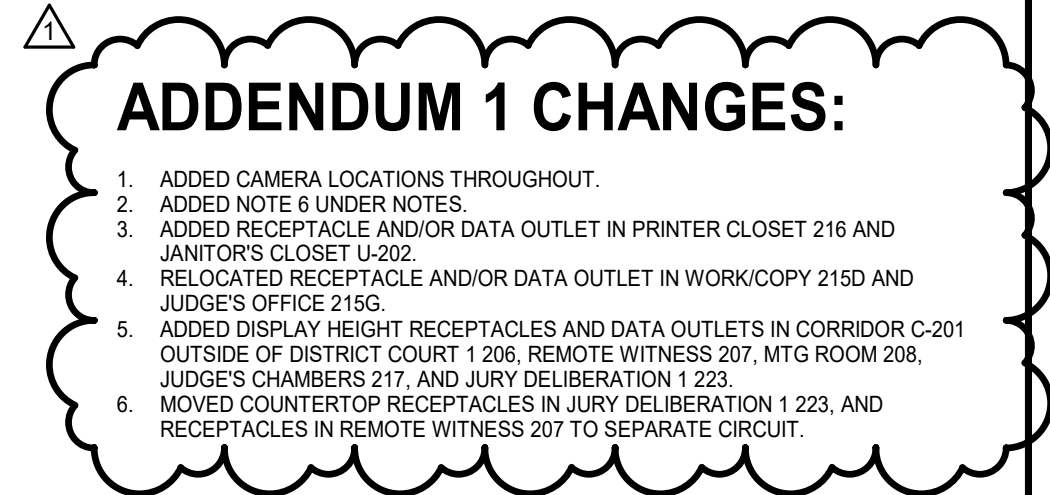 1
ADDENDUM 1 CHANGES:
1. ADDED CAMERA LOCATIONS THROUGHOUT.
2. ADDED NOTE 6 UNDER NOTES.
3. ADDED RECEPTACLE AND/OR DATA OUTLET IN PRINTER CLOSET 216 AND
JANITOR'S CLOSET U-202.
4. RELOCATED RECEPTACLE AND/OR DATA OUTLET IN WORK/COPY 215D AND
JUDGE'S OFFICE 215G.
5. ADDED DISPLAY HEIGHT RECEPTACLES AND DATA OUTLETS IN CORRIDOR C-201
OUTSIDE OF DISTRICT COURT 1 206, REMOTE WITNESS 207, MTG ROOM 208,
JUDGE'S CHAMBERS 217, AND JURY DELIBERATION 1 223.
6. MOVED COUNTERTOP RECEPTACLES IN JURY DELIBERATION 1 223, AND
RECEPTACLES IN REMOTE WITNESS 207 TO SEPARATE CIRCUIT.